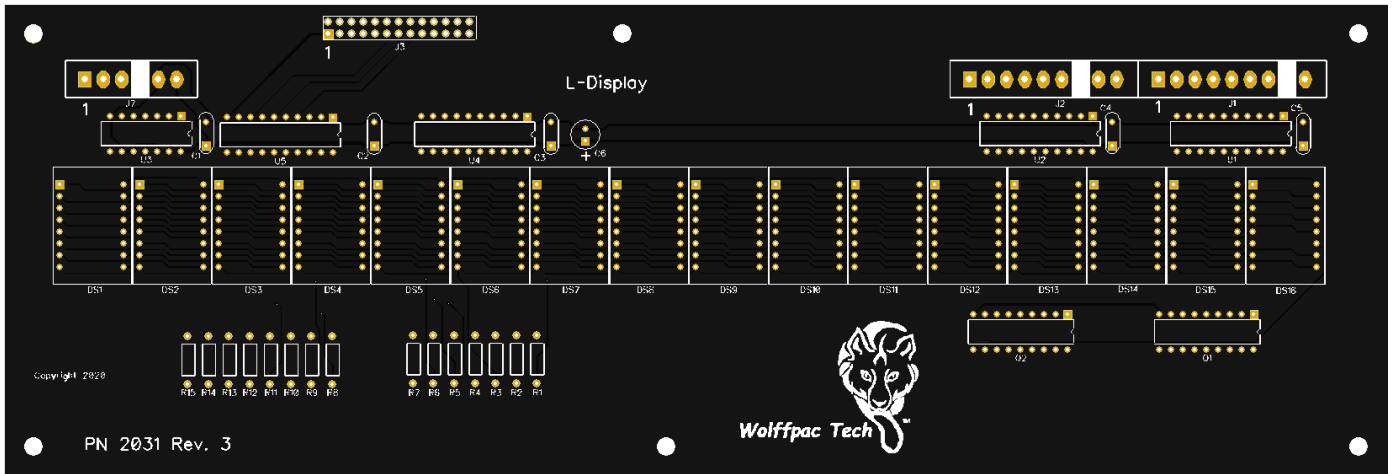 1
J3
L-Display
J7
1
J2
1
C4
J1
1
C5
U3
C1
U5
C2
U4
C3
+
C6
U2
U1
DS1
DS2
DS3
DS4
DS5
DS6
DS7
DS8
DS9
DS10
DS11
DS12
DS13
DS14
DS15
DS16
Q2
Q1
Copyright 2020
R15 R14 R13 R12 R11 R10 R9 R8
R7 R6 R5 R4 R3 R2 R1
Wolffpac Tech
TM
PN 2031 Rev. 3